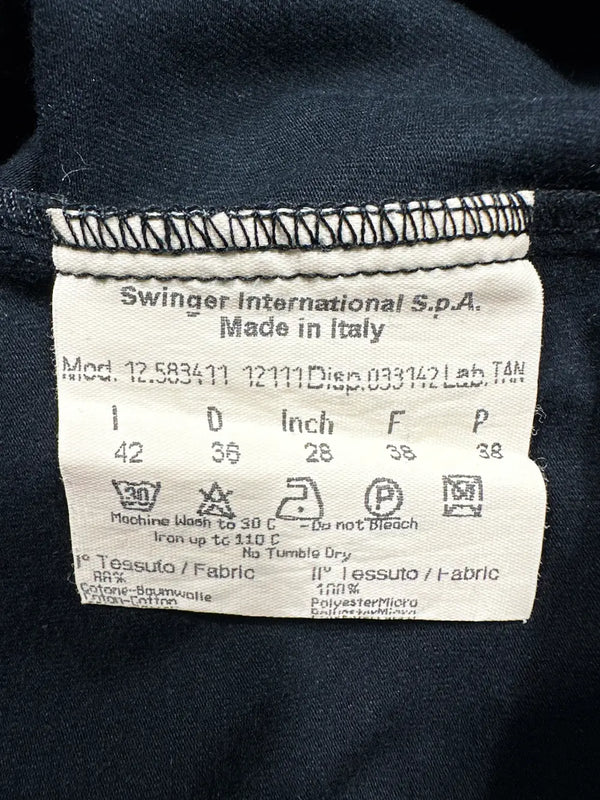 Swinger International S.p.A.
Made in Italy
Mod. 12.583411 12111 Disp.033142 Lab.TAN
I D Inch F P
42 36 28 38 38
30 P
Machine Wash to 30 C - Do not Bleach
Iron up to 110 C
No Tumble Dry
I° Tessuto / Fabric II° Tessuto / Fabric
100%
Cotone-Baumwolle PolyesterMicro